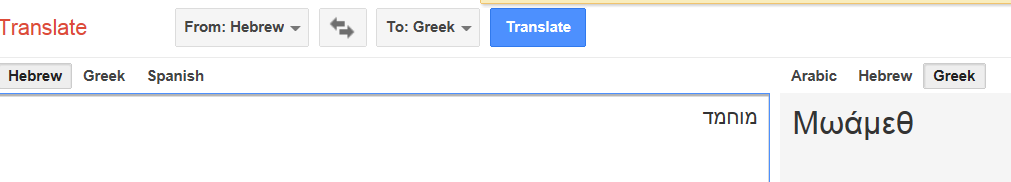 Translate From: Hebrew To: Greek Translate
Hebrew Greek Spanish Arabic Hebrew Greek
מוחמד
Μωάμεθ